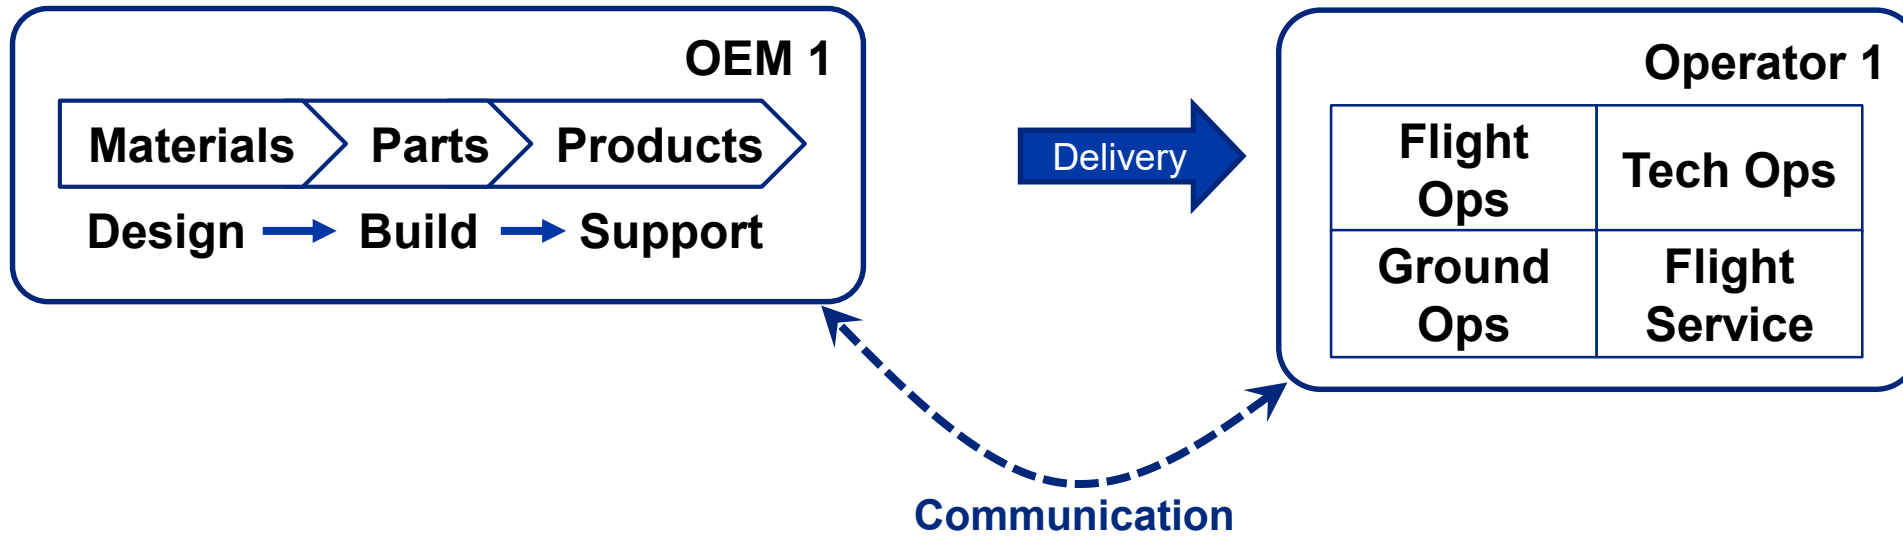 OEM 1
Materials Parts Products
Design Build Support
Delivery
Operator 1
Flight
Ops
Tech Ops
Ground
Ops
Flight
Service
Communication